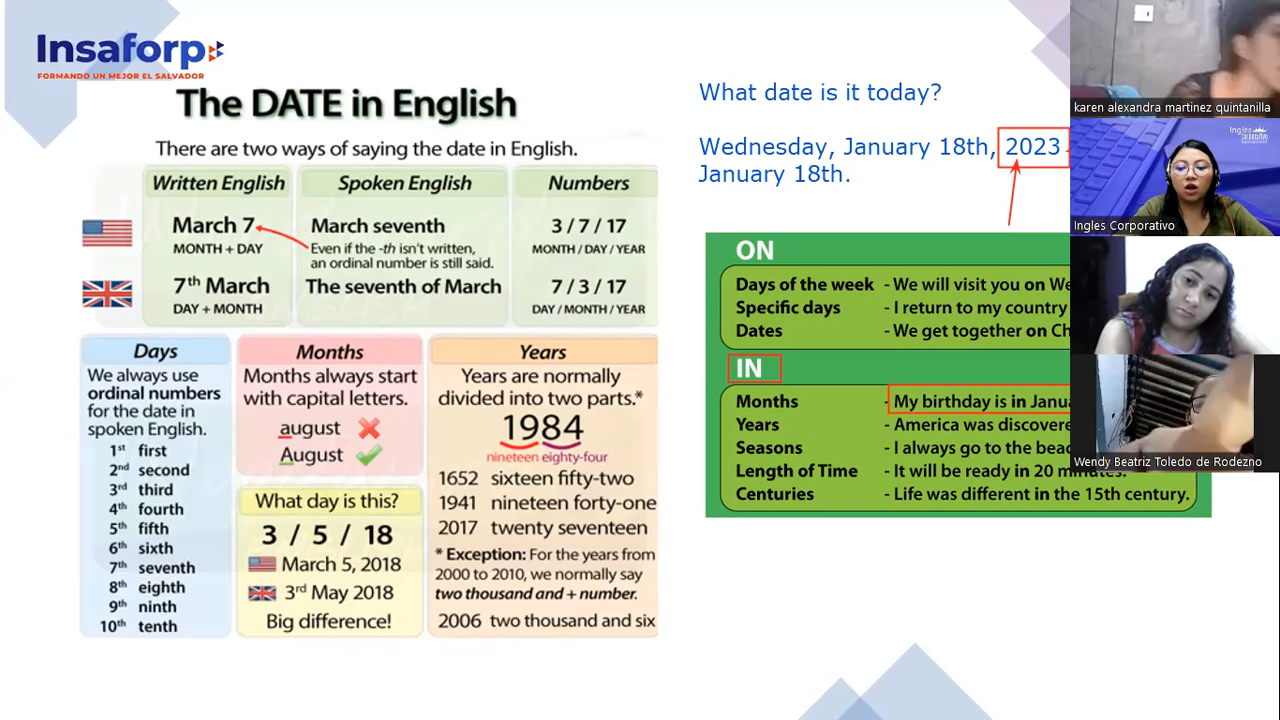 Insaforp
FORMANDO UN MEJOR EL SALVADOR
The DATE in English
There are two ways of saying the date in English.
Written English
Spoken English
Numbers
March 7
MONTH + DAY
March seventh
Even if the -th isn't written,
an ordinal number is still said.
3 / 7 / 17
MONTH / DAY / YEAR
7th March
DAY + MONTH
The seventh of March
7 / 3 / 17
DAY / MONTH / YEAR
Days
We always use
ordinal numbers
for the date in
spoken English.
1st first
2nd second
3rd third
4th fourth
5th fifth
6th sixth
7th seventh
8th eighth
9th ninth
10th tenth
Months
Months always start
with capital letters.
august
August
What day is this?
3 / 5 / 18
March 5, 2018
3rd May 2018
Big difference!
Years
Years are normally
divided into two parts.*
1984
nineteen eighty-four
1652 sixteen fifty-two
1941 nineteen forty-one
2017 twenty seventeen
* Exception: For the years from
2000 to 2010, we normally say
two thousand and + number.
2006 two thousand and six
What date is it today?
Wednesday, January 18th, 2023
January 18th.
ON
Days of the week - We will visit you on We
Specific days - I return to my country
Dates - We get together on Ch
IN
Months - My birthday is in Janua
Years - America was discovere
Seasons - I always go to the bea
Length of Time - It will be ready in 20 minutes.
Centuries - Life was different in the 15th century.
karen alexandra martinez quintanilla
Ingles
Ingles Corporativo
Wendy Beatriz Toledo de Rodezno